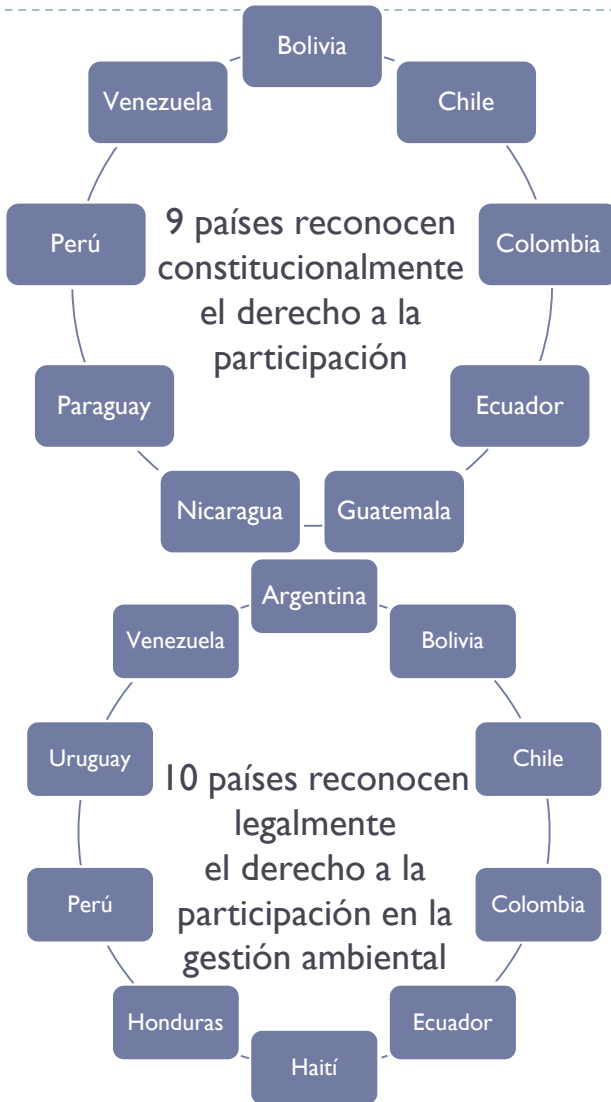 Bolivia
Venezuela
Chile
Perú
9 países reconocen
constitucionalmente
el derecho a la
participación
Colombia
Paraguay
Ecuador
Nicaragua
Guatemala
Argentina
Venezuela
Bolivia
Uruguay
10 países reconocen
legalmente
el derecho a la
participación en la
gestión ambiental
Chile
Perú
Colombia
Honduras
Ecuador
Haití